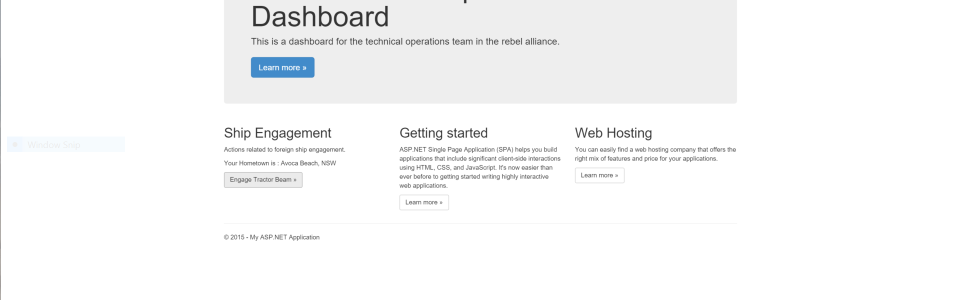 Dashboard
This is a dashboard for the technical operations team in the rebel alliance.
Learn more »
Window Snip
Ship Engagement
Actions related to foreign ship engagement.
Your Hometown is : Avoca Beach, NSW
Engage Tractor Beam »
Getting started
ASP.NET Single Page Application (SPA) helps you build
applications that include significant client-side interactions
using HTML, CSS, and JavaScript. It's now easier than
ever before to getting started writing highly interactive
web applications.
Learn more »
Web Hosting
You can easily find a web hosting company that offers the
right mix of features and price for your applications.
Learn more »
© 2015 - My ASP.NET Application